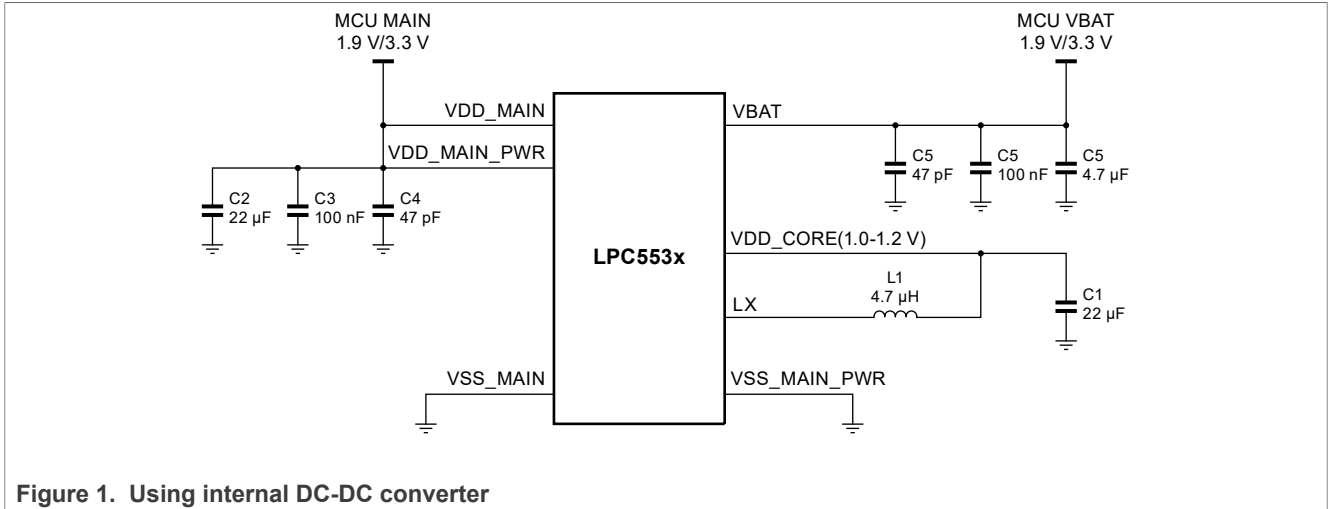 MCU MAIN
1.9 V/3.3 V
MCU VBAT
1.9 V/3.3 V
VDD_MAIN
VBAT
VDD_MAIN_PWR
C2
22 µF
C3
100 nF
C4
47 pF
C5
47 pF
C5
100 nF
C5
4.7 µF
LPC553x
VDD_CORE(1.0-1.2 V)
L1
4.7 µH
LX
C1
22 µF
VSS_MAIN
VSS_MAIN_PWR
Figure 1. Using internal DC-DC converter